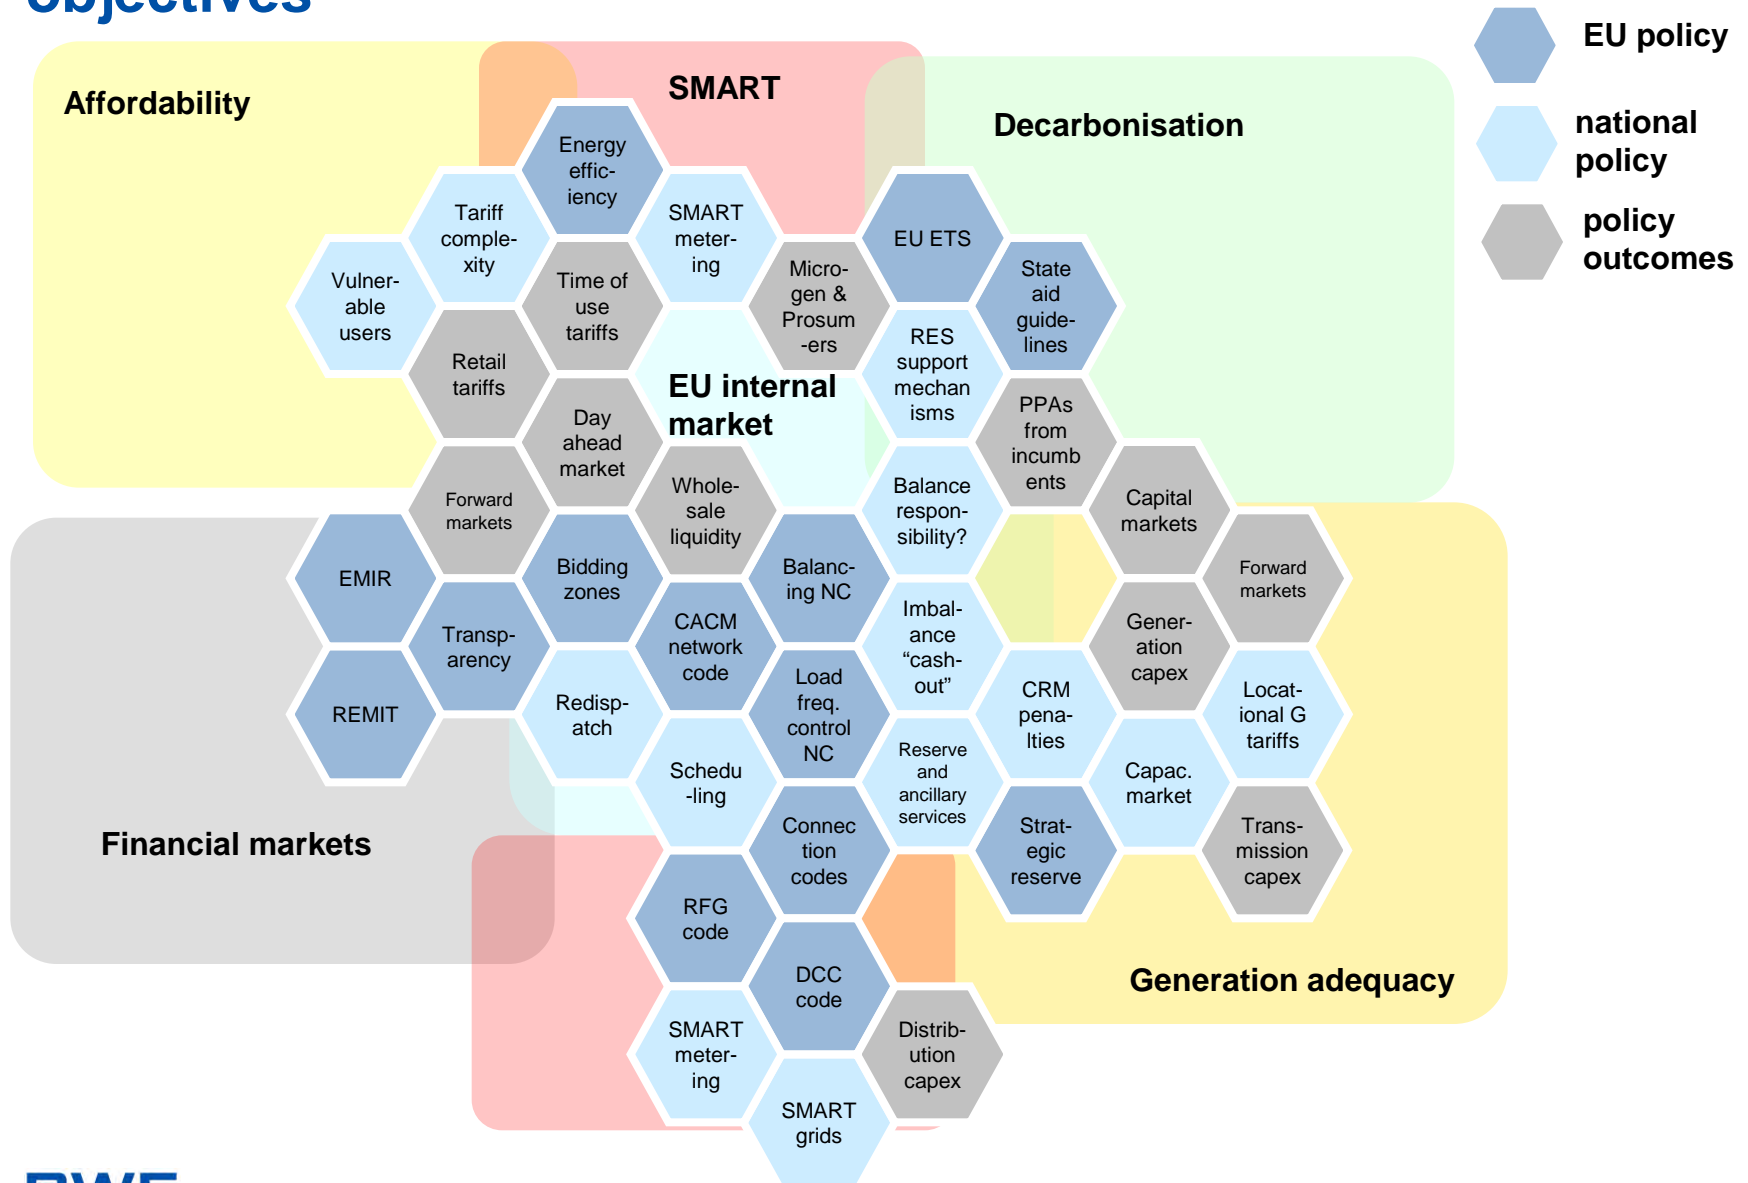 objectives
EU policy
national
policy
policy
outcomes
Affordability
SMART
Decarbonisation
Energy
effic-
iency
Tariff
comple-
xity
SMART
meter-
ing
EU ETS
Vulner-
able
users
Time of
use
tariffs
Micro-
gen &
Prosum
-ers
State
aid
guide-
lines
Retail
tariffs
RES
support
mechan
isms
EU internal
market
Day
ahead
market
PPAs
from
incumb
ents
Forward
markets
Whole-
sale
liquidity
Balance
respon-
sibility?
Capital
markets
EMIR
Bidding
zones
Balanc-
ing NC
Forward
markets
Transp-
arency
CACM
network
code
Imbal-
ance
“cash-
out”
Gener-
ation
capex
REMIT
Redisp-
atch
Load
freq.
control
NC
CRM
pena-
lties
Locat-
ional G
tariffs
Schedu
-ling
Reserve
and
ancillary
services
Capac.
market
Financial markets
Connec
tion
codes
Strat-
egic
reserve
Trans-
mission
capex
RFG
code
DCC
code
Generation adequacy
SMART
meter-
ing
Distrib-
ution
capex
SMART
grids
RWE